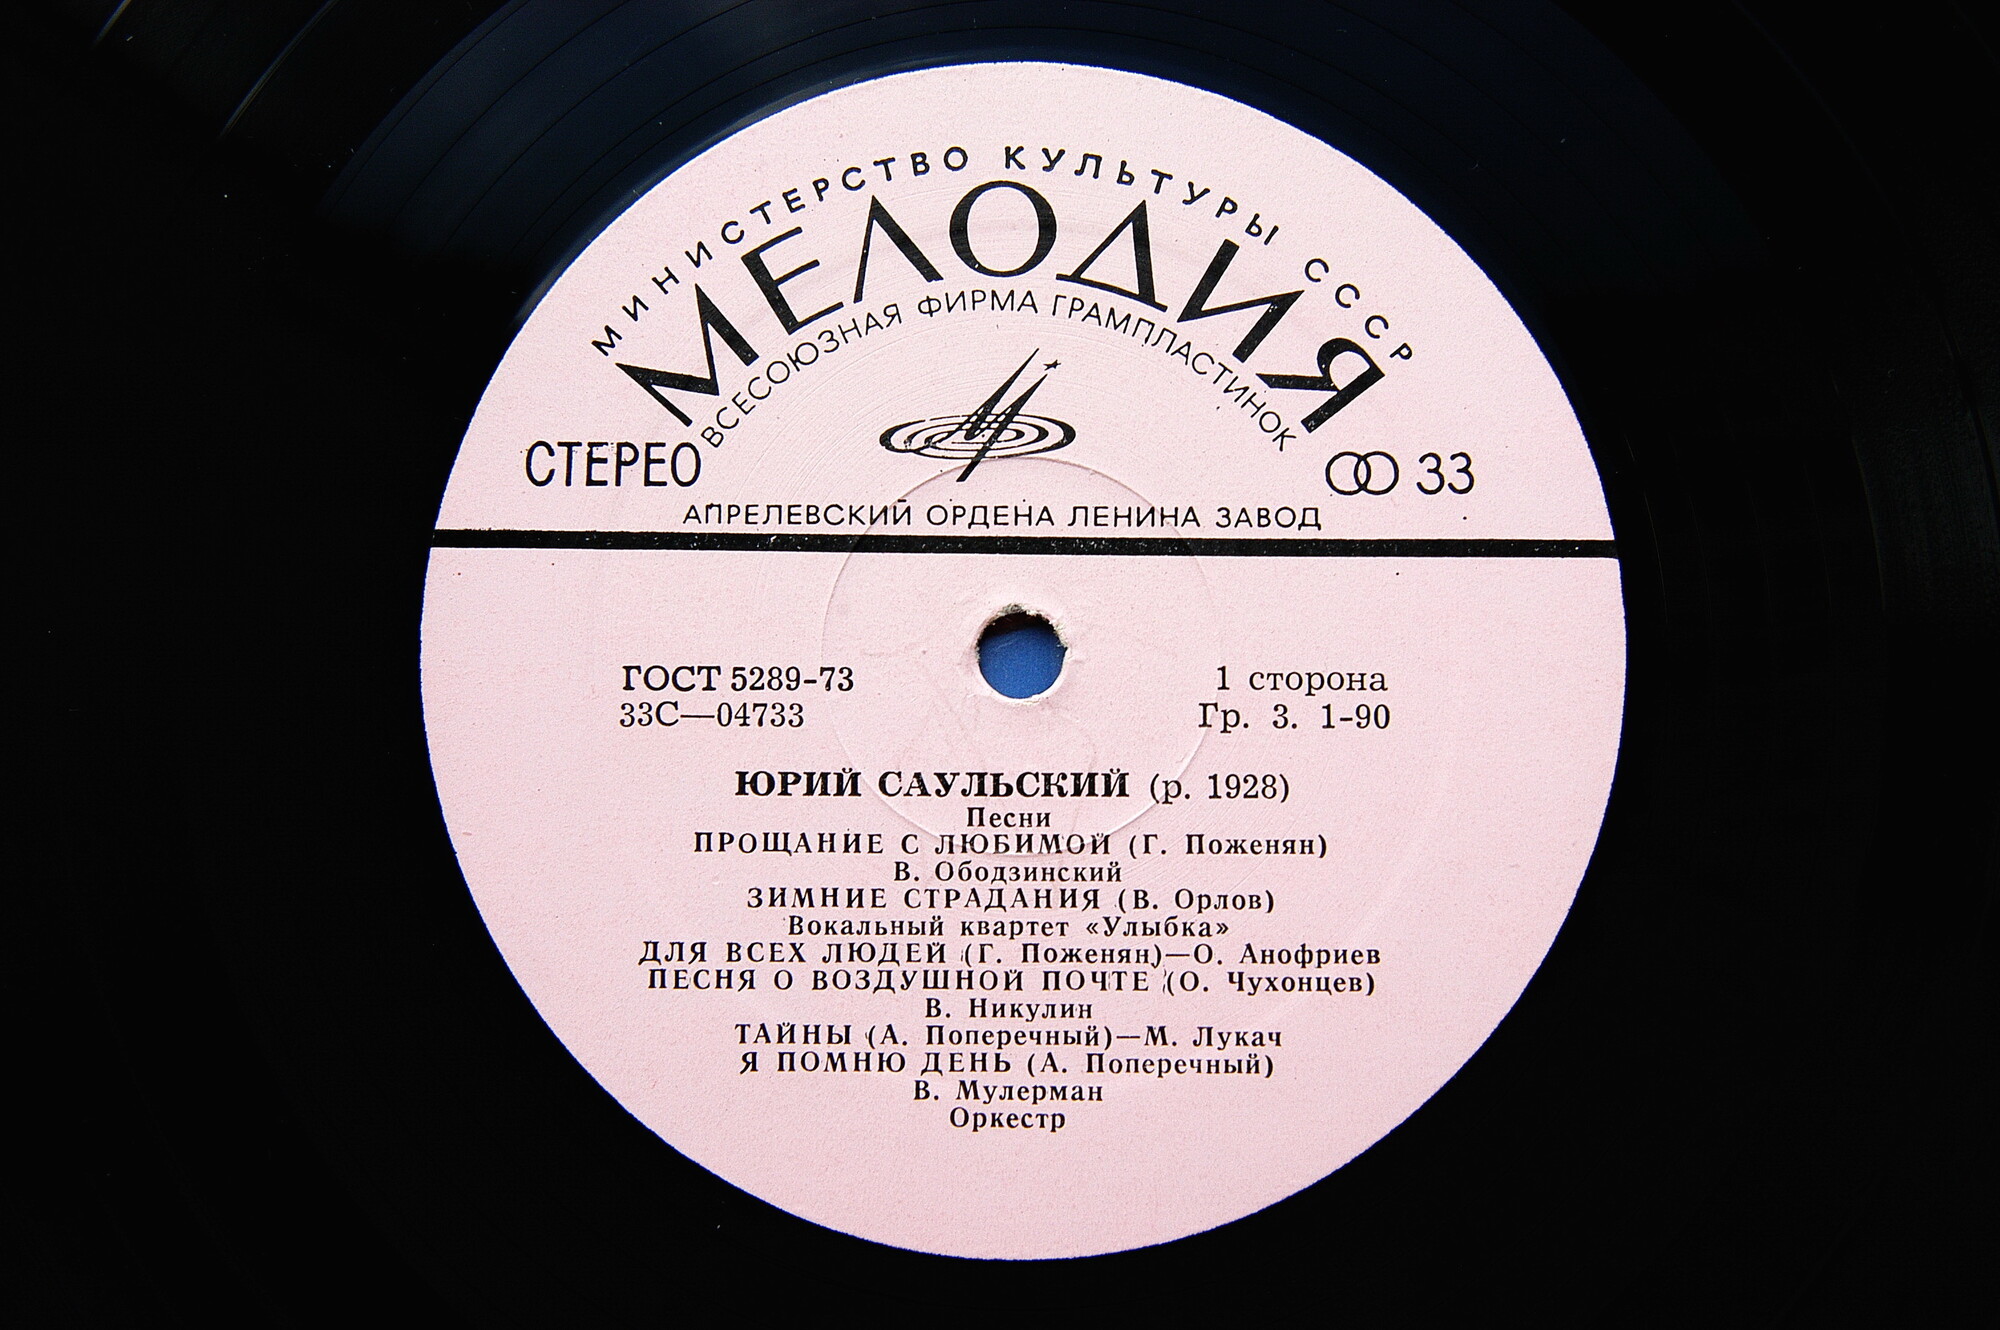 МИНИСТЕРСТВО КУЛЬТУРЫ СССР
МЕЛОДИЯ
ВСЕСОЮЗНАЯ ФИРМА ГРАМПЛАСТИНОК
СТЕРЕО
33
АПРЕЛЕВСКИЙ ОРДЕНА ЛЕНИНА ЗАВОД
ГОСТ 5289-73
33С—04733
1 сторона
Гр. 3. 1-90
ЮРИЙ САУЛЬСКИЙ (р. 1928)
Песни
ПРОЩАНИЕ С ЛЮБИМОЙ (Г. Поженян)
В. Ободзинский
ЗИМНИЕ СТРАДАНИЯ (В. Орлов)
Вокальный квартет «Улыбка»
ДЛЯ ВСЕХ ЛЮДЕЙ (Г. Поженян)—О. Анофриев
ПЕСНЯ О ВОЗДУШНОЙ ПОЧТЕ (О. Чухонцев)
В. Никулин
ТАЙНЫ (А. Поперечный)—М. Лукач
Я ПОМНЮ ДЕНЬ (А. Поперечный)
В. Мулерман
Оркестр